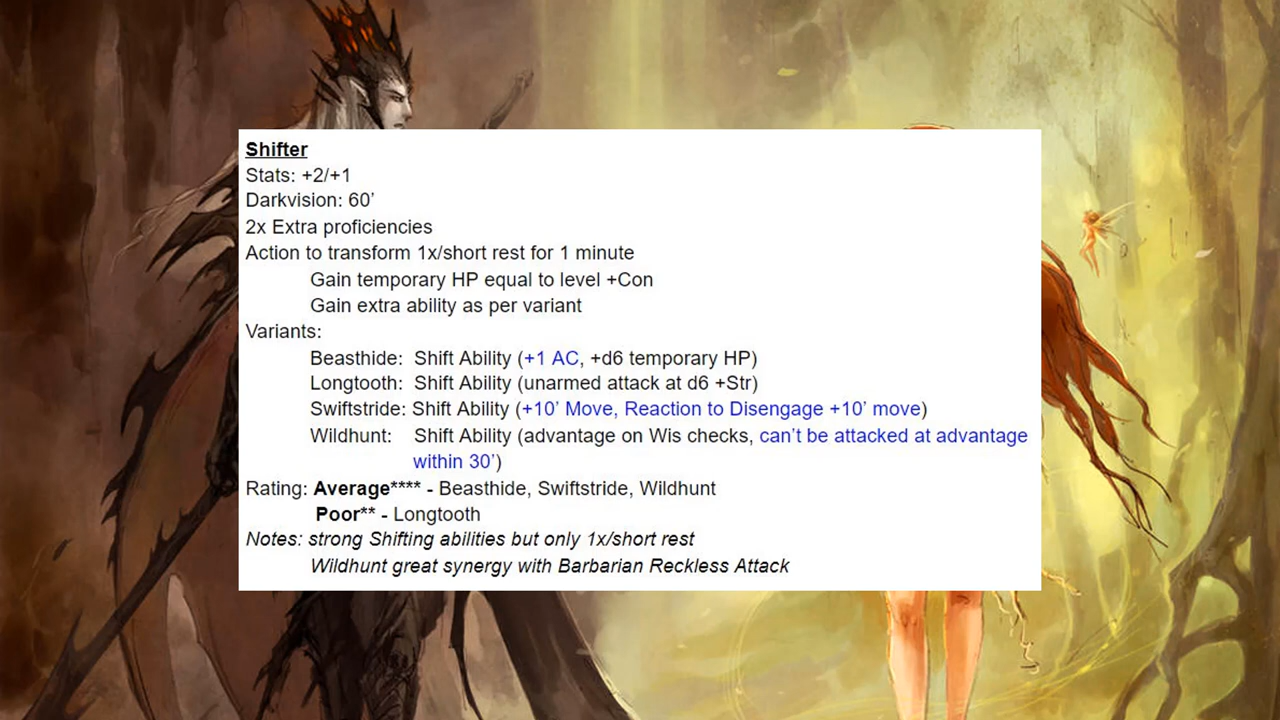 Shifter
Stats: +2/+1
Darkvision: 60’
2x Extra proficiencies
Action to transform 1x/short rest for 1 minute
Gain temporary HP equal to level +Con
Gain extra ability as per variant
Variants:
Beasthide: Shift Ability (+1 AC, +d6 temporary HP)
Longtooth: Shift Ability (unarmed attack at d6 +Str)
Swiftstride: Shift Ability (+10’ Move, Reaction to Disengage +10’ move)
Wildhunt: Shift Ability (advantage on Wis checks, can’t be attacked at advantage
within 30’)
Rating: Average**** - Beasthide, Swiftstride, Wildhunt
Poor** - Longtooth
Notes: strong Shifting abilities but only 1x/short rest
Wildhunt great synergy with Barbarian Reckless Attack